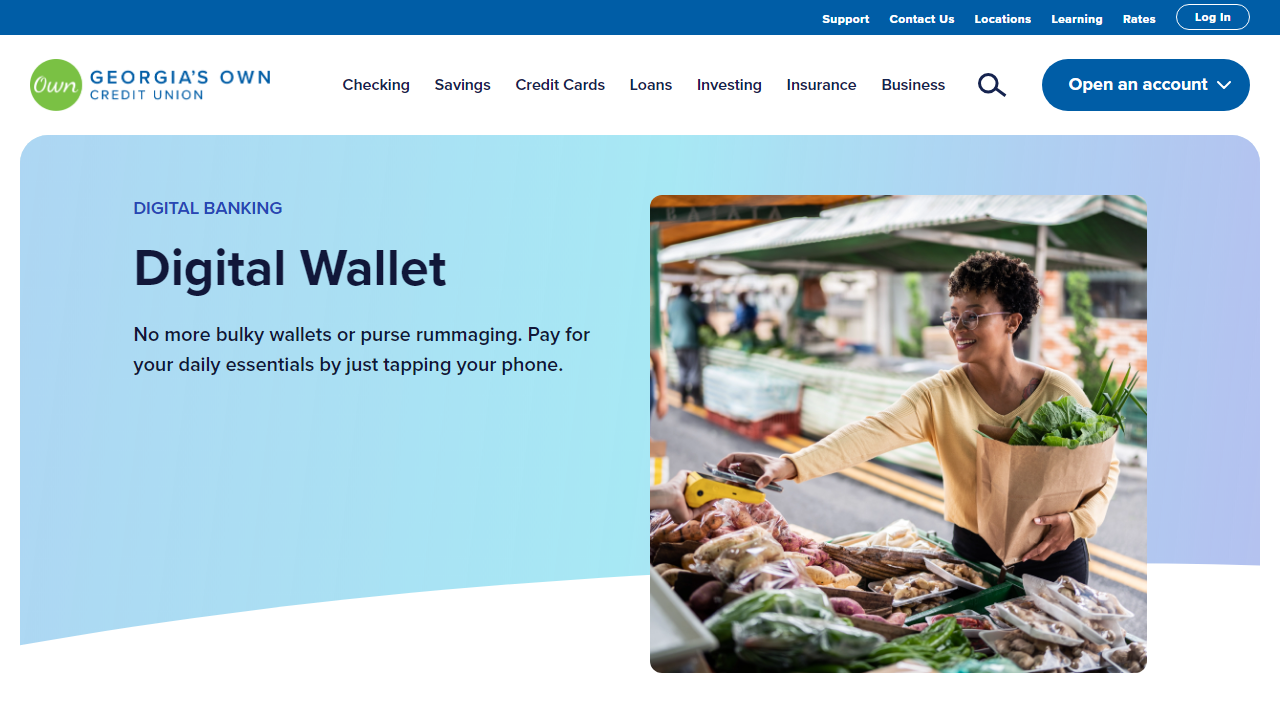 Support Contact Us Locations Learning Rates Log In
Own GEORGIA'S OWN
CREDIT UNION
Checking Savings Credit Cards Loans Investing Insurance Business
Open an account
DIGITAL BANKING
Digital Wallet
No more bulky wallets or purse rummaging. Pay for
your daily essentials by just tapping your phone.